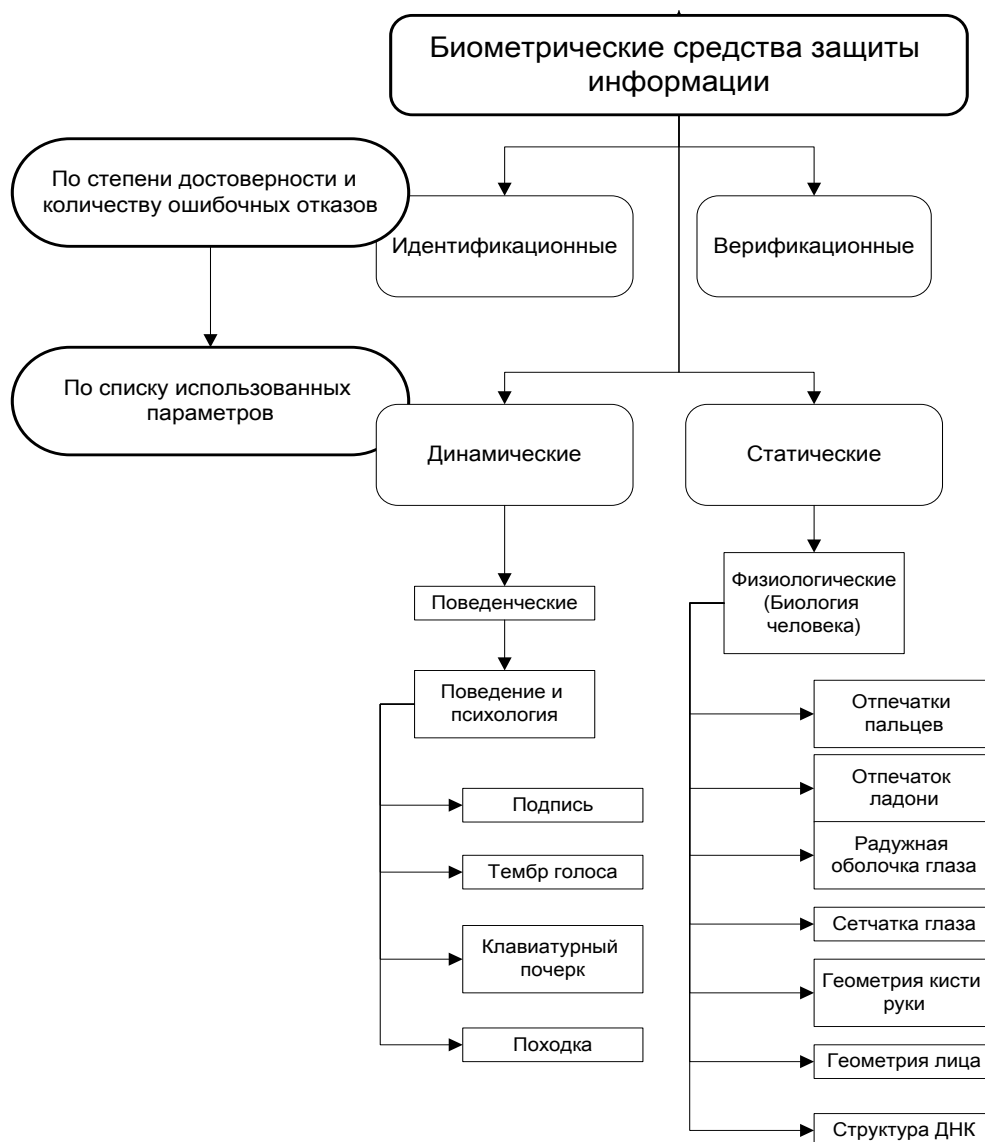 Биометрические средства защиты
информации
По степени достоверности и
количеству ошибочных отказов
Идентификационные
Верификационные
По списку использованных
параметров
Динамические
Статические
Поведенческие
Физиологические
(Биология
человека)
Поведение и
психология
Подпись
Тембр голоса
Клавиатурный
почерк
Походка
Отпечатки
пальцев
Отпечаток
ладони
Радужная
оболочка глаза
Сетчатка глаза
Геометрия кисти
руки
Геометрия лица
Структура ДНК